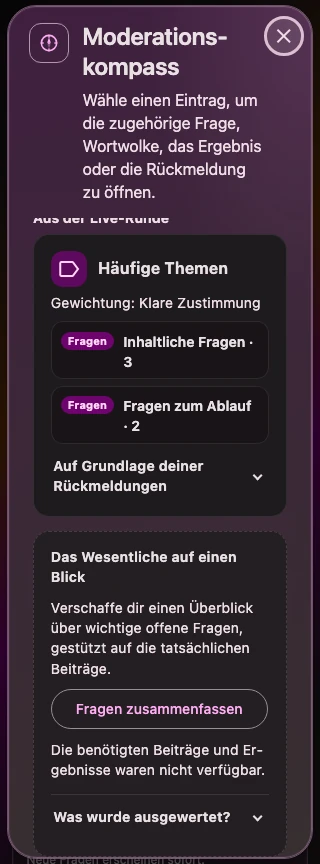 Moderations-
kompass
Wähle einen Eintrag, um
die zugehörige Frage,
Wortwolke, das Ergebnis
oder die Rückmeldung
zu öffnen.
Aus der Live-Runde
Häufige Themen
Gewichtung: Klare Zustimmung
Fragen Inhaltliche Fragen ·
3
Fragen Fragen zum Ablauf
· 2
Auf Grundlage deiner
Rückmeldungen
Das Wesentliche auf einen
Blick
Verschaffe dir einen Überblick
über wichtige offene Fragen,
gestützt auf die tatsächlichen
Beiträge.
Fragen zusammenfassen
Die benötigten Beiträge und Er-
gebnisse waren nicht verfügbar.
Was wurde ausgewertet?
Neue Fragen erscheinen sofort.